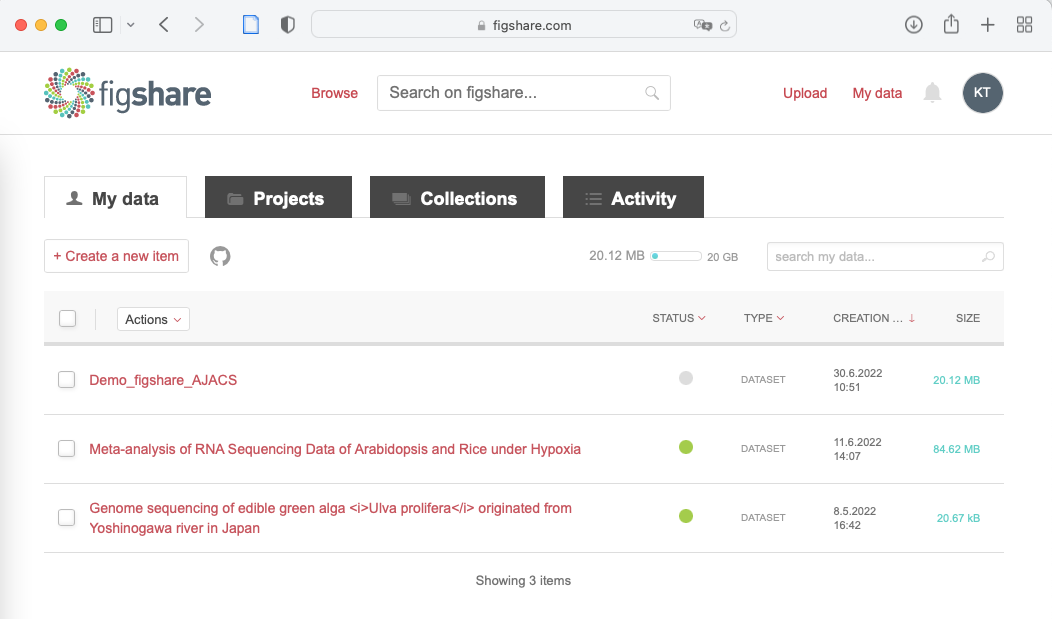 figshare.com
figshare
Browse
Search on figshare...
Upload
My data
KT
My data
Projects
Collections
Activity
+ Create a new item
20.12 MB
20 GB
search my data...
Actions
STATUS
TYPE
CREATION ...
SIZE
Demo_figshare_AJACS
DATASET
30.6.2022
10:51
20.12 MB
Meta-analysis of RNA Sequencing Data of Arabidopsis and Rice under Hypoxia
DATASET
11.6.2022
14:07
84.62 MB
Genome sequencing of edible green alga <i>Ulva prolifera</i> originated from
Yoshinogawa river in Japan
DATASET
8.5.2022
16:42
20.67 kB
Showing 3 items